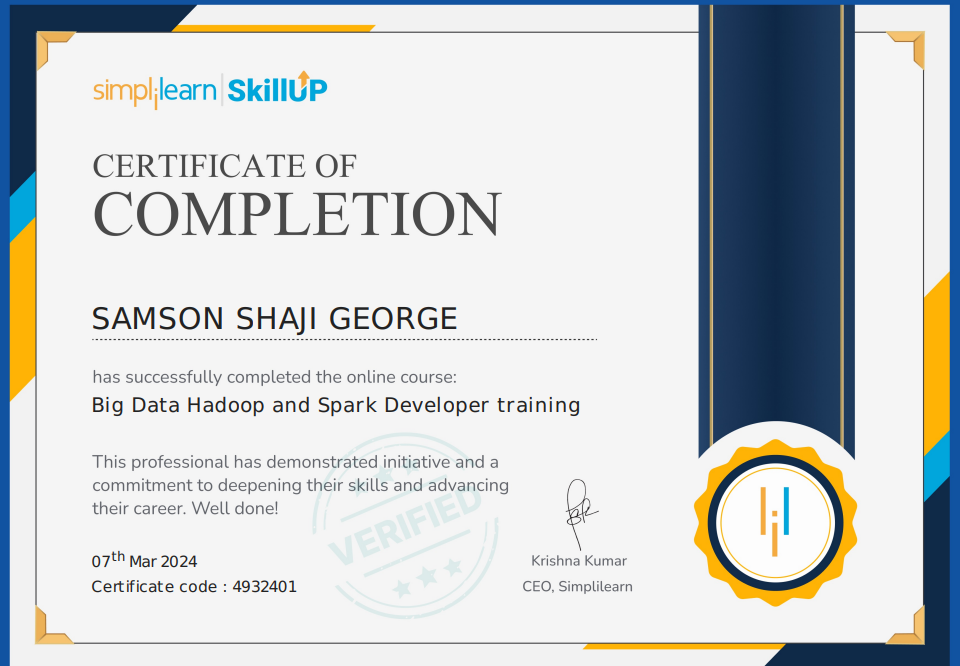 simplilearn | SkillUP
CERTIFICATE OF
COMPLETION
SAMSON SHAJI GEORGE
has successfully completed the online course:
Big Data Hadoop and Spark Developer training
This professional has demonstrated initiative and a
commitment to deepening their skills and advancing
their career. Well done!
VERIFIED
07th Mar 2024
Certificate code : 4932401
Krishna Kumar
CEO, Simplilearn